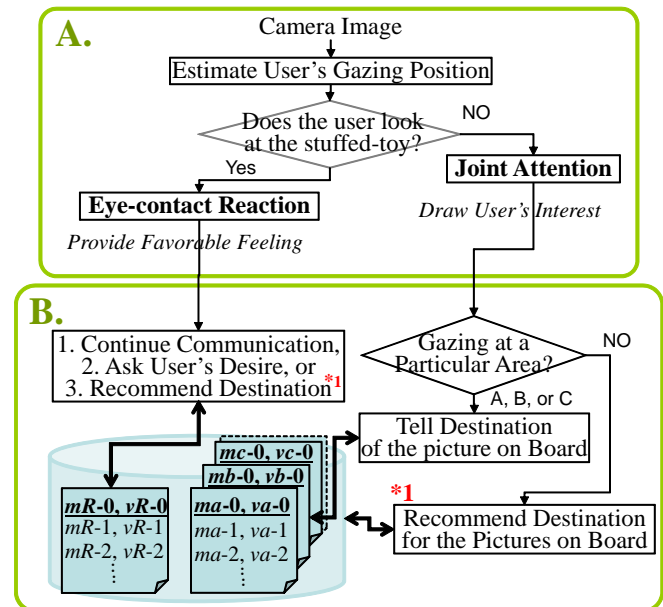 A.
Camera Image
Estimate User's Gazing Position
Does the user look
at the stuffed-toy?
NO
Yes
Joint Attention
Eye-contact Reaction
Draw User's Interest
Provide Favorable Feeling
B.
1. Continue Communication,
2. Ask User's Desire, or
3. Recommend Destination*1
Gazing at a
Particular Area?
NO
A, B, or C
Tell Destination
of the picture on Board
mc-0, vc-0
mb-0, vb-0
ma-0, va-0
ma-1, va-1
ma-2, va-2
⋮
mR-0, vR-0
mR-1, vR-1
mR-2, vR-2
⋮
*1
Recommend Destination
for the Pictures on Board